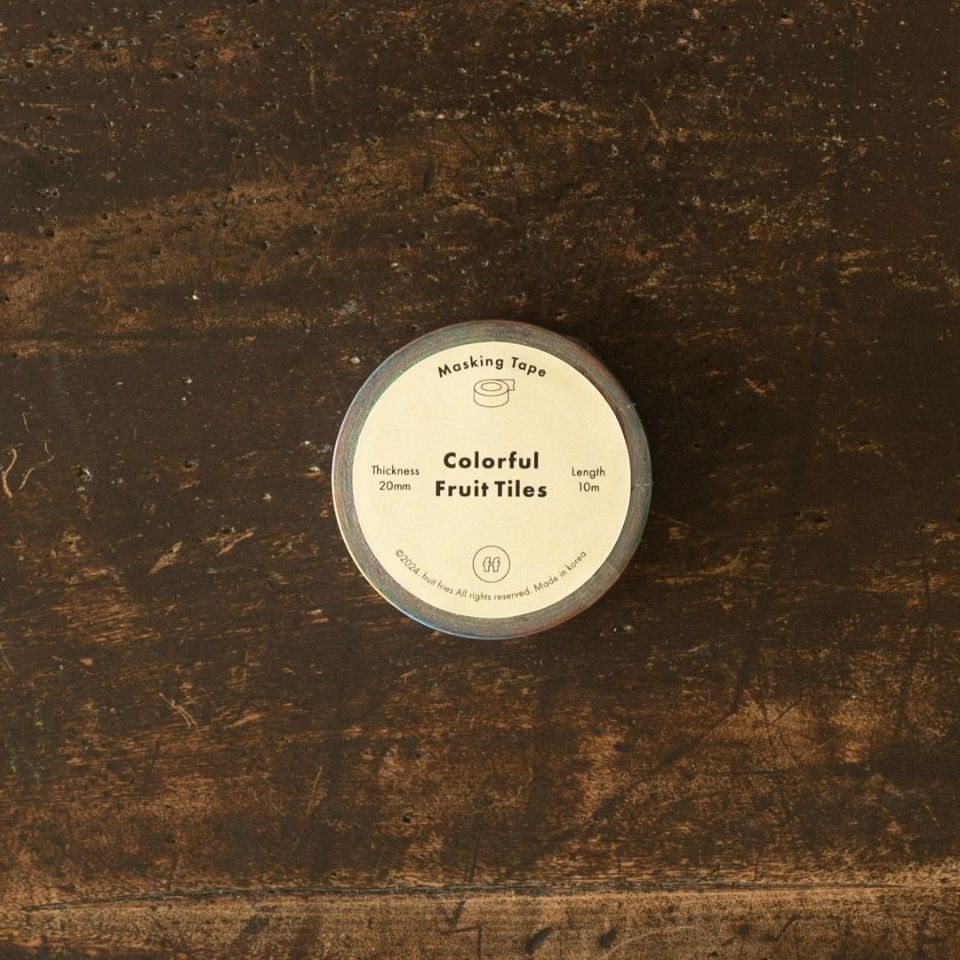 Masking Tape
Colorful
Fruit Tiles
Thickness
20mm
Length
10m
ff
©2024. fruit fries All rights reserved. Made in korea